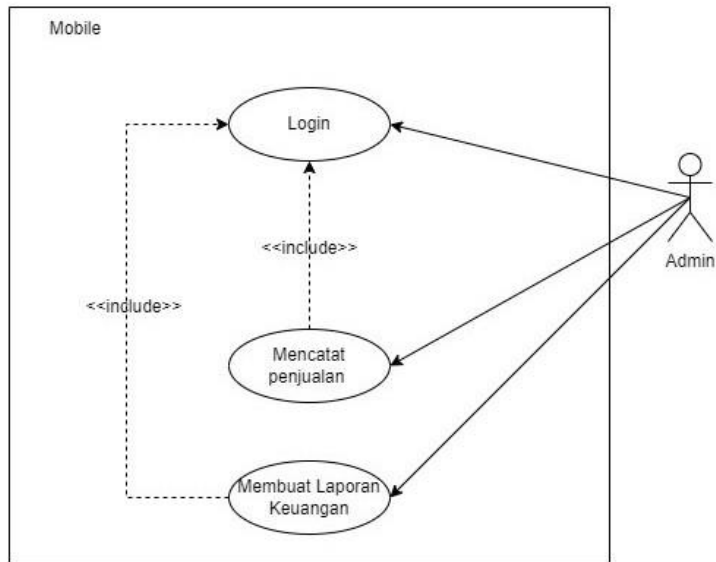 Mobile
Login
<<include>>
Admin
<<include>>
Mencatat
penjualan
Membuat Laporan
Keuangan